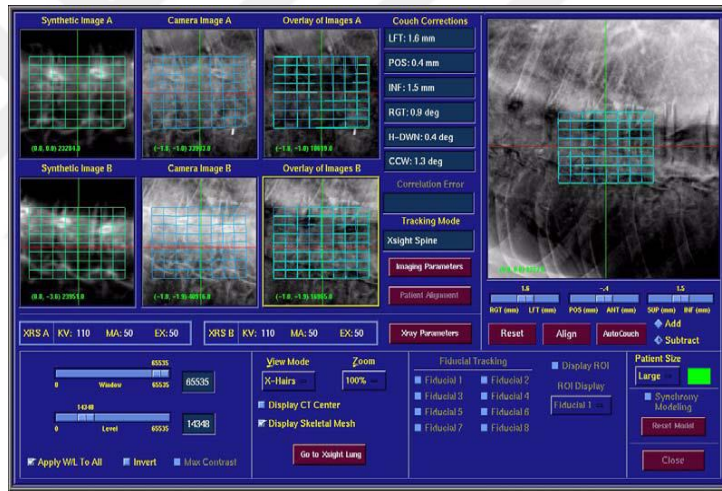 Synthetic Image A
Camera Image A
Overlay of Images A
Couch Corrections
LFT: 1.6 mm
POS: 0.4 mm
INF: 1.5 mm
RGT: 0.9 deg
H-DWN: 0.4 deg
CCW: 1.3 deg
Synthetic Image B
Camera Image B
Overlay of Images B
Correlation Error
Tracking Mode
Xsight Spine
Imaging Parameters
Patient Alignment
1.6 -.4 1.5
RGT (mm) LFT (mm) POS (mm) ANT (mm) SUP (mm) INF (mm)
Reset Align AutoCouch
Add
Subtract
XRS A KV: 110 MA: 50 EX: 50
XRS B KV: 110 MA: 50 EX: 50
Xray Parameters
65535
0 Window 65535 65535
14348
0 Level 65535 14348
Apply W/L To All Invert Max Contrast
View Mode Zoom
X-Hairs 100%
Display CT Center
Display Skeletal Mesh
Go to Xsight Lung
Fiducial Tracking
Fiducial 1 Fiducial 2
Fiducial 3 Fiducial 4
Fiducial 5 Fiducial 6
Fiducial 7 Fiducial 8
Display ROI
ROI Display
Fiducial 1
Patient Size
Large
Synchrony
Modeling
Reset Model
Close